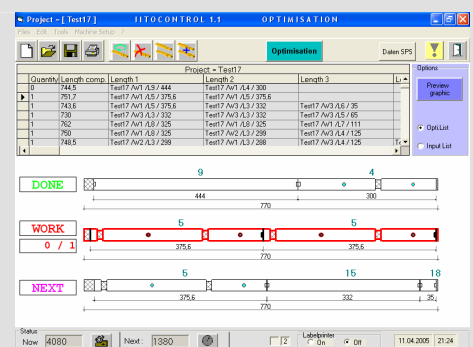 Project - [ Test17 ] IITOCONTROL 1.1 OPTIMISATION
Files Edit Tools Machine Setup ?
Optimisation Daten SPS
Project = Test17
Options
Quantity Length comp. Length 1 Length 2 Length 3 L
0 744,5 Test17 /W1 /L9 / 444 Test17 /W1 /L4 / 300
1 751,7 Test17 /W1 /L5 / 375,6 Test17 /W1 /L5 / 375,6
1 743,6 Test17 /W1 /L5 / 375,6 Test17 /W3 /L3 / 332 Test17 /W3 /L6 / 35
1 730 Test17 /W3 /L3 / 332 Test17 /W3 /L3 / 332 Test17 /W3 /L5 / 65
1 762 Test17 /W1 /L8 / 325 Test17 /W1 /L8 / 325 Test17 /W1 /L7 / 111
1 750 Test17 /W1 /L8 / 325 Test17 /W2 /L3 / 299 Test17 /W3 /L4 / 125
1 748,5 Test17 /W2 /L3 / 299 Test17 /W1 /L3 / 288 Test17 /W3 /L4 / 125
Preview graphic
Opti.List
Input List
DONE
9 4
444 300
770
WORK
0 / 1
5 5
375,6 375,6
770
NEXT
5 15 18
375,6 332 35
770
Status
Now 4080 Next : 1380 2 Labelprinter On Off 11.04.2005 21:24